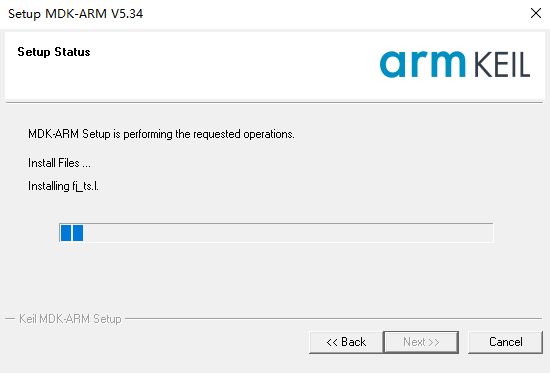 Setup MDK-ARM V5.34
Setup Status
arm KEIL
MDK-ARM Setup is performing the requested operations.
Install Files ...
Installing fj_ts.l.
Keil MDK-ARM Setup
<< Back
Next >>
Cancel